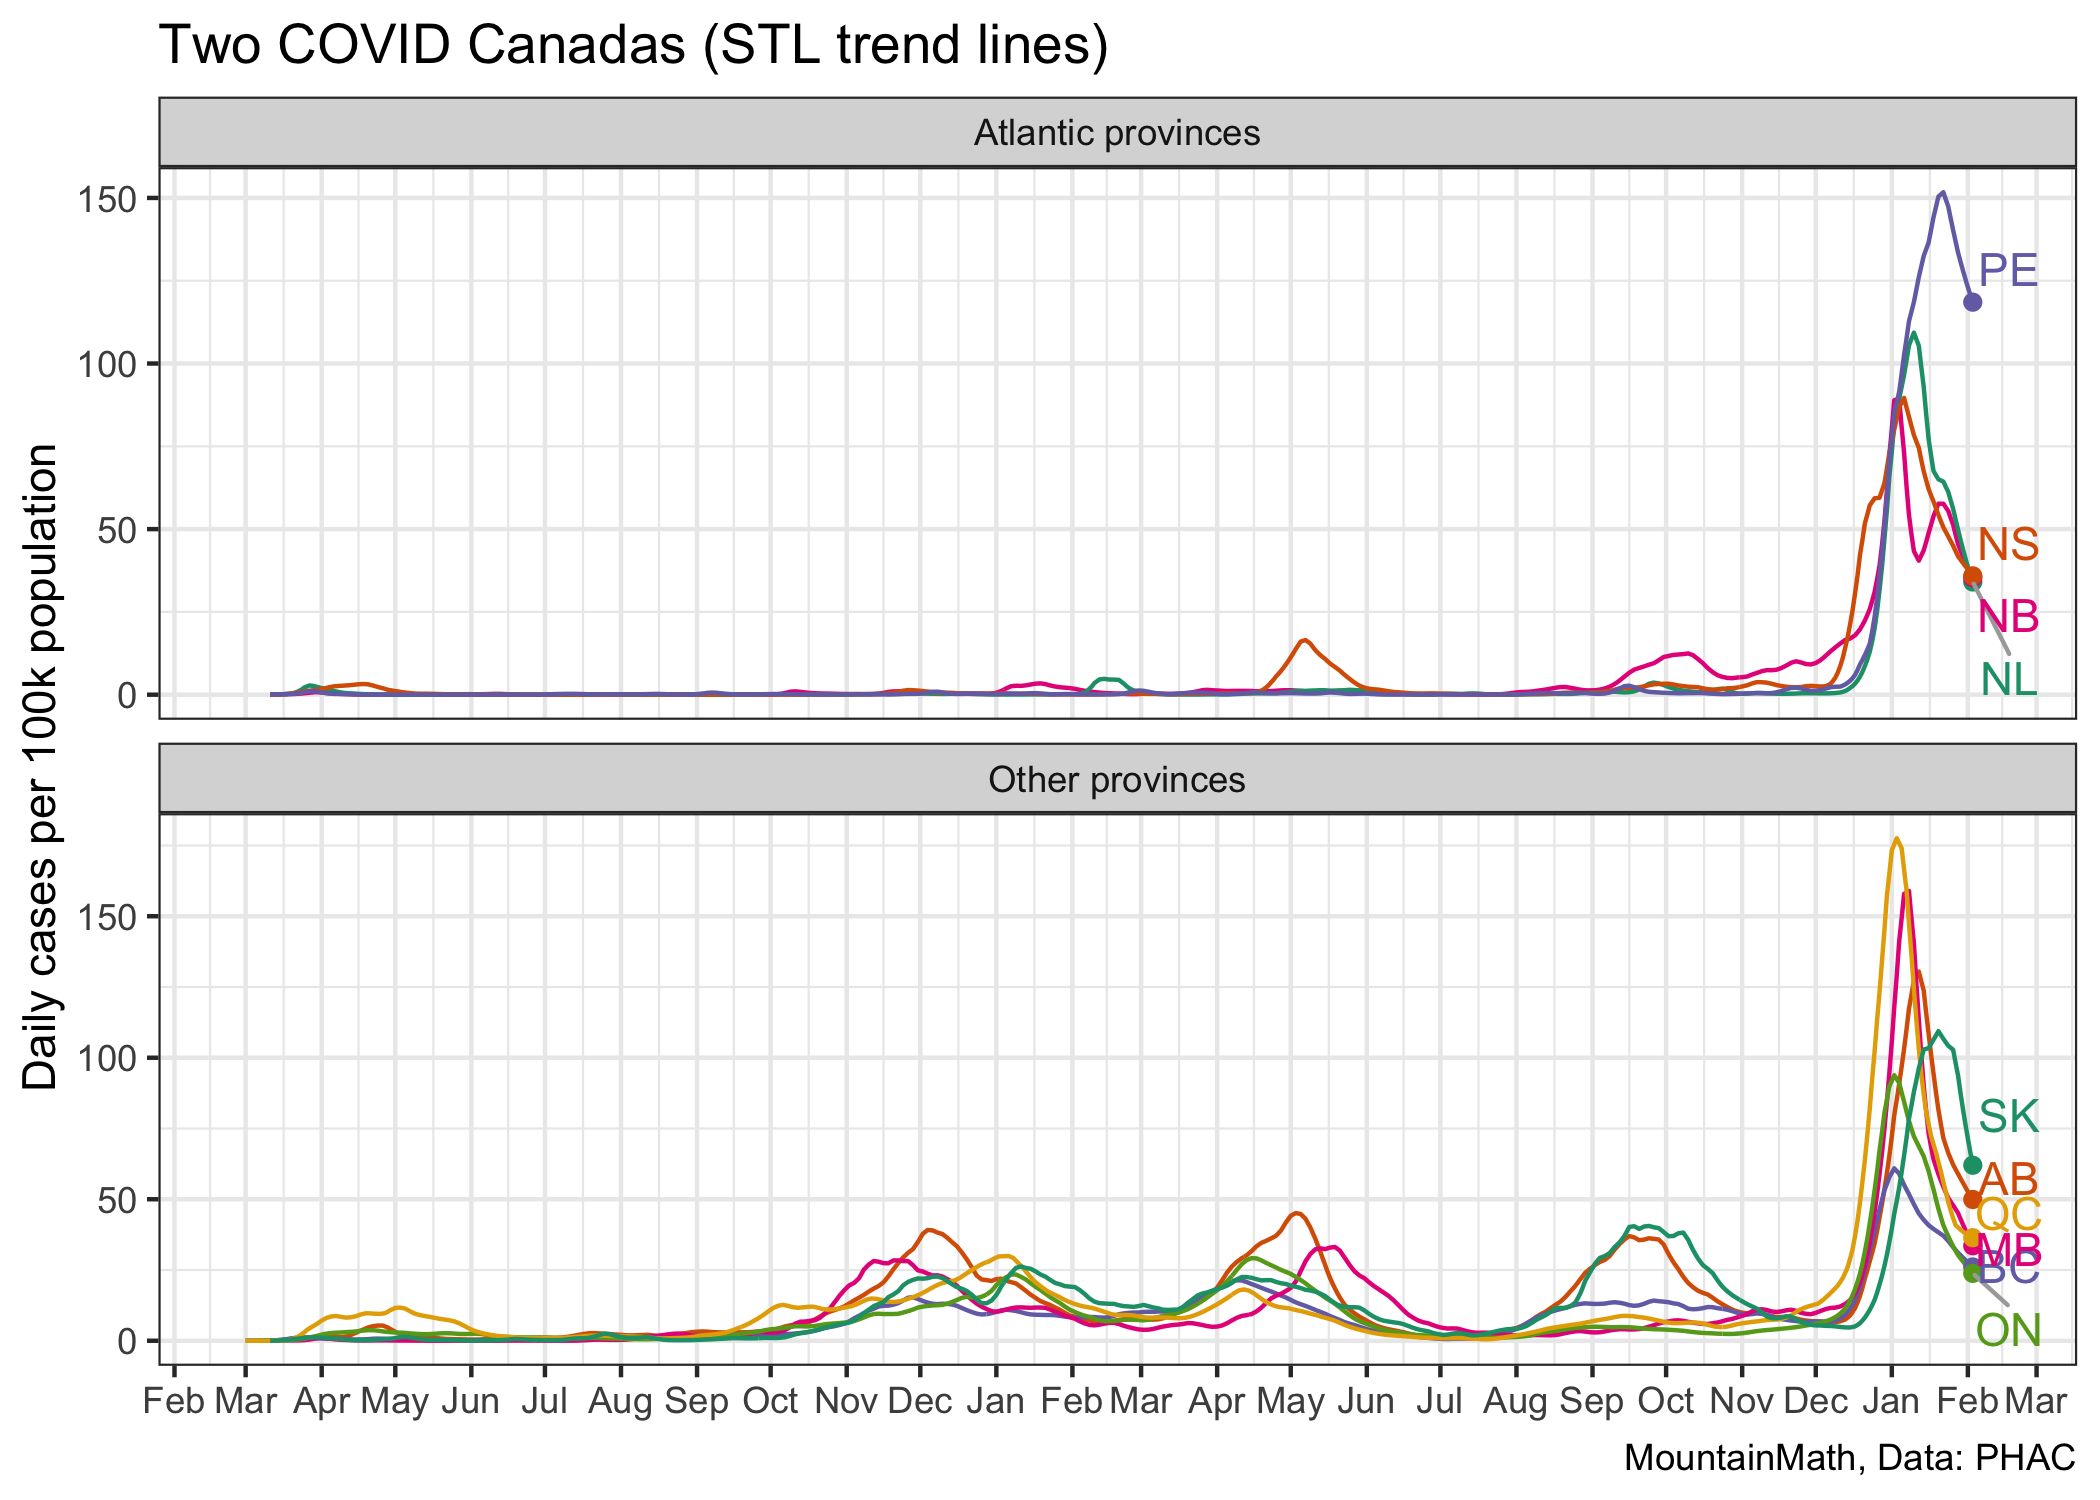 Two COVID Canadas (STL trend lines)
Atlantic provinces
150
100
50
0
PE
NS
NB
NL
Daily cases per 100k population
Other provinces
150
100
50
0
SK
AB
QC
MB
BC
ON
Feb Mar Apr May Jun Jul Aug Sep Oct Nov Dec Jan Feb Mar Apr May Jun Jul Aug Sep Oct Nov Dec Jan Feb Mar
MountainMath, Data: PHAC